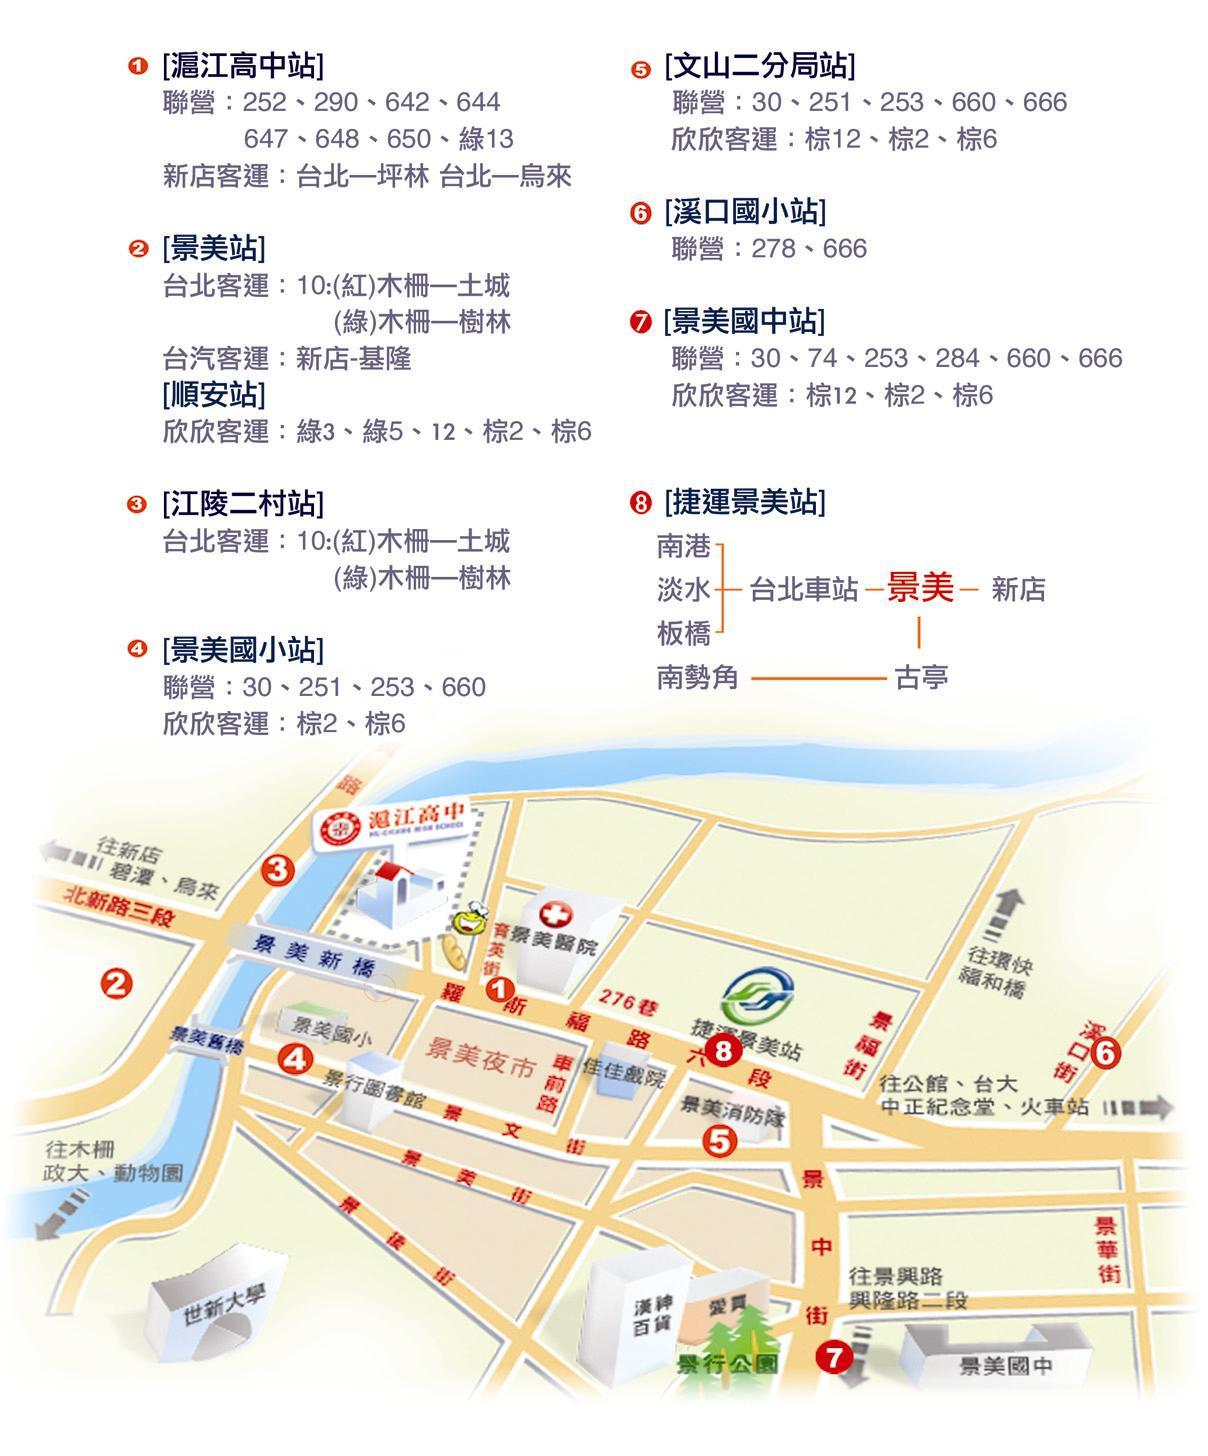 1 [滬江高中站]
聯營：252、290、642、644
647、648、650、綠13
新店客運：台北—坪林 台北—烏來
2 [景美站]
台北客運：10:(紅)木柵—土城
(綠)木柵—樹林
台汽客運：新店-基隆
[順安站]
欣欣客運：綠3、綠5、12、棕2、棕6
3 [江陵二村站]
台北客運：10:(紅)木柵—土城
(綠)木柵—樹林
4 [景美國小站]
聯營：30、251、253、660
欣欣客運：棕2、棕6
5 [文山二分局站]
聯營：30、251、253、660、666
欣欣客運：棕12、棕2、棕6
6 [溪口國小站]
聯營：278、666
7 [景美國中站]
聯營：30、74、253、284、660、666
欣欣客運：棕12、棕2、棕6
8 [捷運景美站]
南港
淡水 台北車站 景美 新店
板橋
南勢角 古亭
路
滬江高中
HU-CHIANG HIGH SCHOOL
3
往新店
碧潭、烏來
北新路三段
景美新橋
2
育英街
景美醫院
1
羅斯福路六段
276巷
捷運景美站
8
景福街
往環快
福和橋
溪口街
6
景美舊橋
景美國小
4
景美夜市
車前路
佳佳戲院
景行圖書館
景美消防隊
5
往公館、台大
中正紀念堂、火車站
景文街
景美街
景後街
往木柵
政大、動物園
世新大學
景中街
景華街
往景興路
興隆路二段
漢神
百貨
愛買
景行公園
7
景美國中